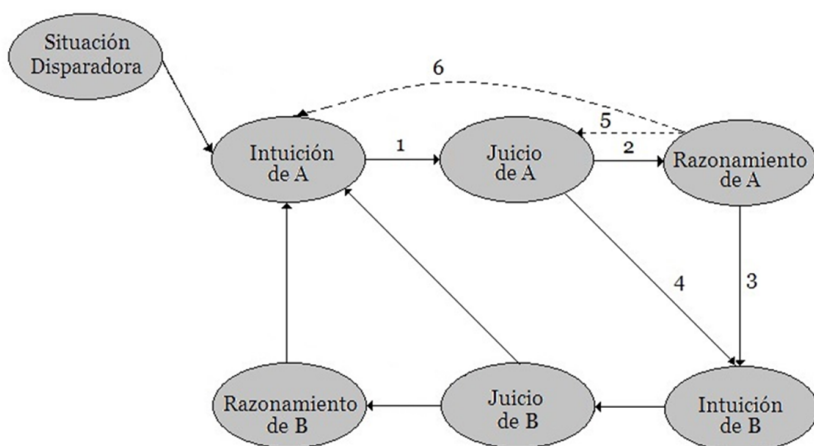 Situación
Disparadora
6
Intuición
de A
1
Juicio
de A
5
2
Razonamiento
de A
4
3
Razonamiento
de B
Juicio
de B
Intuición
de B